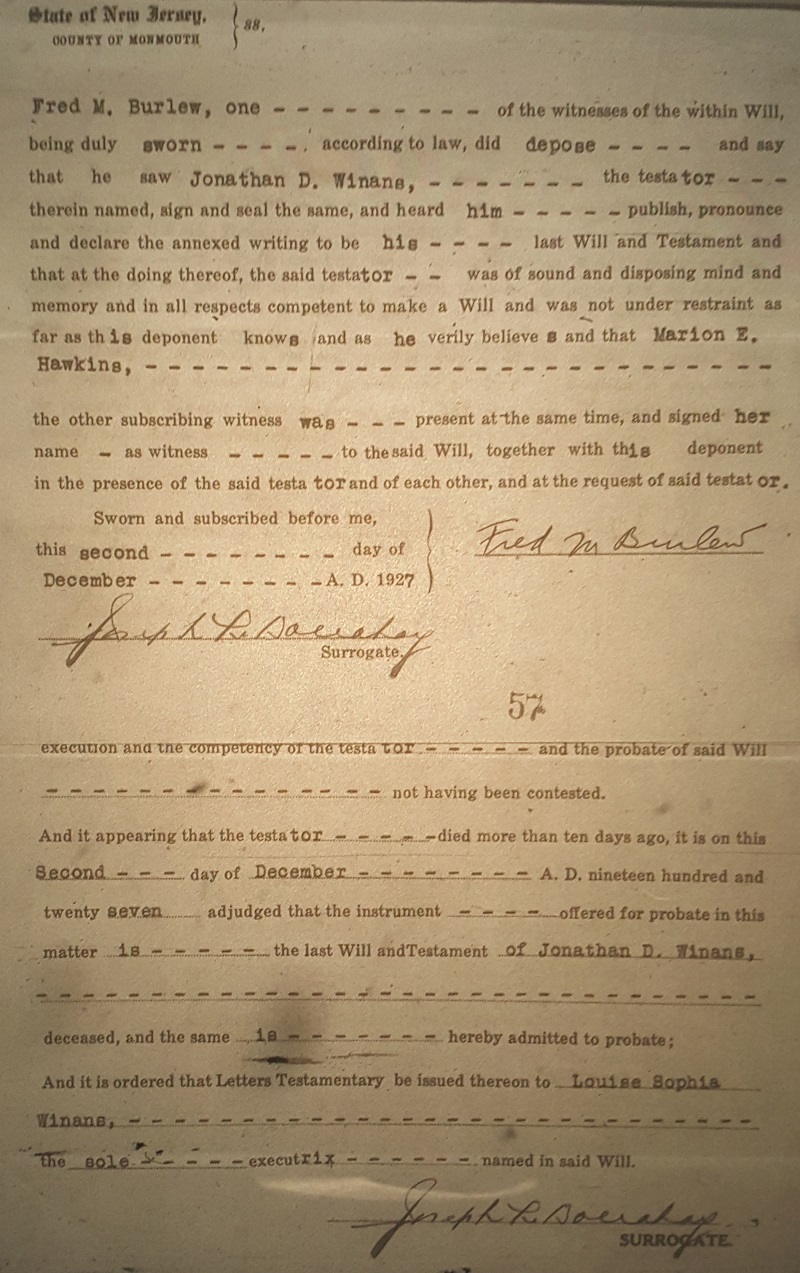 State of New Jersey,
COUNTY OF MONMOUTH } ss,
Fred M. Burlew, one - - - - - - - - - - of the witnesses of the within Will,
being duly sworn - - - - . according to law, did depose - - - - and say
that he saw Jonathan D. Winans, - - - - - - - the testator - - -
therein named, sign and seal the same, and heard him - - - - - publish, pronounce
and declare the annexed writing to be his - - - - last Will and Testament and
that at the doing thereof, the said testator - - was of sound and disposing mind and
memory and in all respects competent to make a Will and was not under restraint as
far as this deponent knows and as he verily believes and that Marion E.
Hawkins, - - - - - - - - - - - - - - - - - - - - - - - - - - -
the other subscribing witness was - - - present at the same time, and signed her
name - as witness - - - - - to the said Will, together with this deponent
in the presence of the said testator and of each other, and at the request of said testator.
Sworn and subscribed before me,
this second - - - - - - - - day of
December - - - - - - - - A. D. 1927
Fred M Burlew
Joseph L. Donahay
Surrogate.
57
execution and the competency of the testator - - - - - and the probate of said Will
- - - - - - - - - - - - - - - - not having been contested.
And it appearing that the testator - - - - - died more than ten days ago, it is on this
Second - - - day of December - - - - - - - - A. D. nineteen hundred and
twenty seven adjudged that the instrument - - - - offered for probate in this
matter is - - - - - the last Will and Testament of Jonathan D. Winans,
- - - - - - - - - - - - - - - - - - - - - - - - - - - - - -
deceased, and the same is - - - - - - - hereby admitted to probate;
And it is ordered that Letters Testamentary be issued thereon to Louise Sophia
Winans, - - - - - - - - - - - - - - - - - - - - - - - - - - -
the sole - - - - executrix - - - - - - named in said Will.
Joseph L. Donahay
SURROGATE.